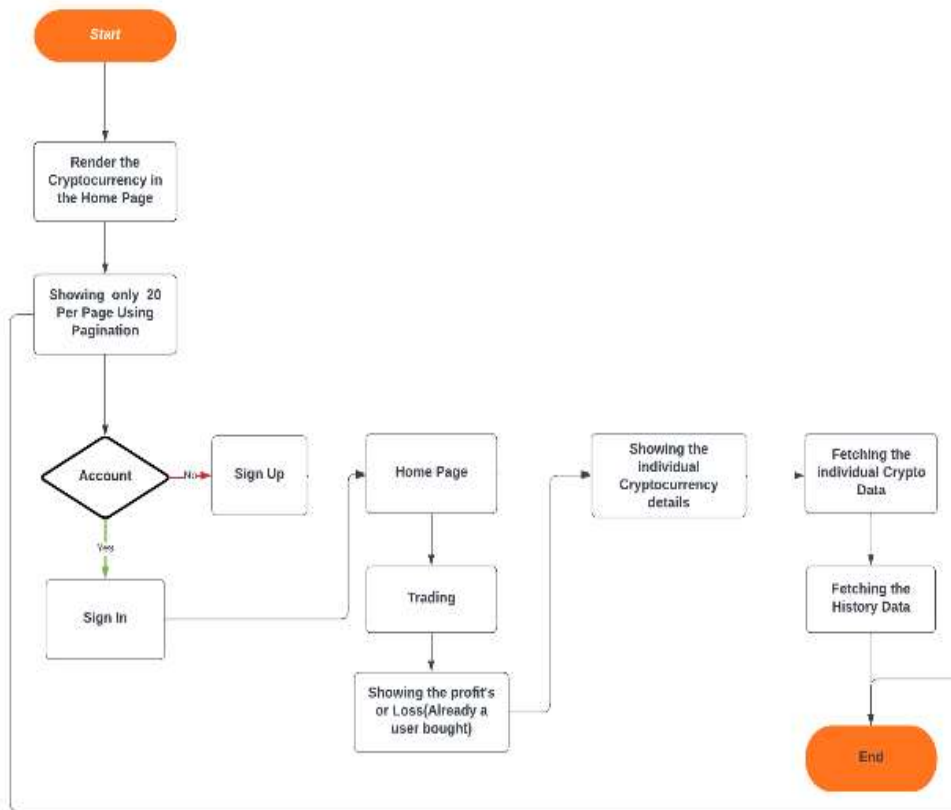 Start
Render the
Cryptocurrency in
the Home Page
Showing only 20
Per Page Using
Pagination
Account
No
Sign Up
Yes
Sign In
Home Page
Trading
Showing the profit's
or Loss(Already a
user bought)
Showing the
individual
Cryptocurrency
details
Fetching the
individual Crypto
Data
Fetching the
History Data
End